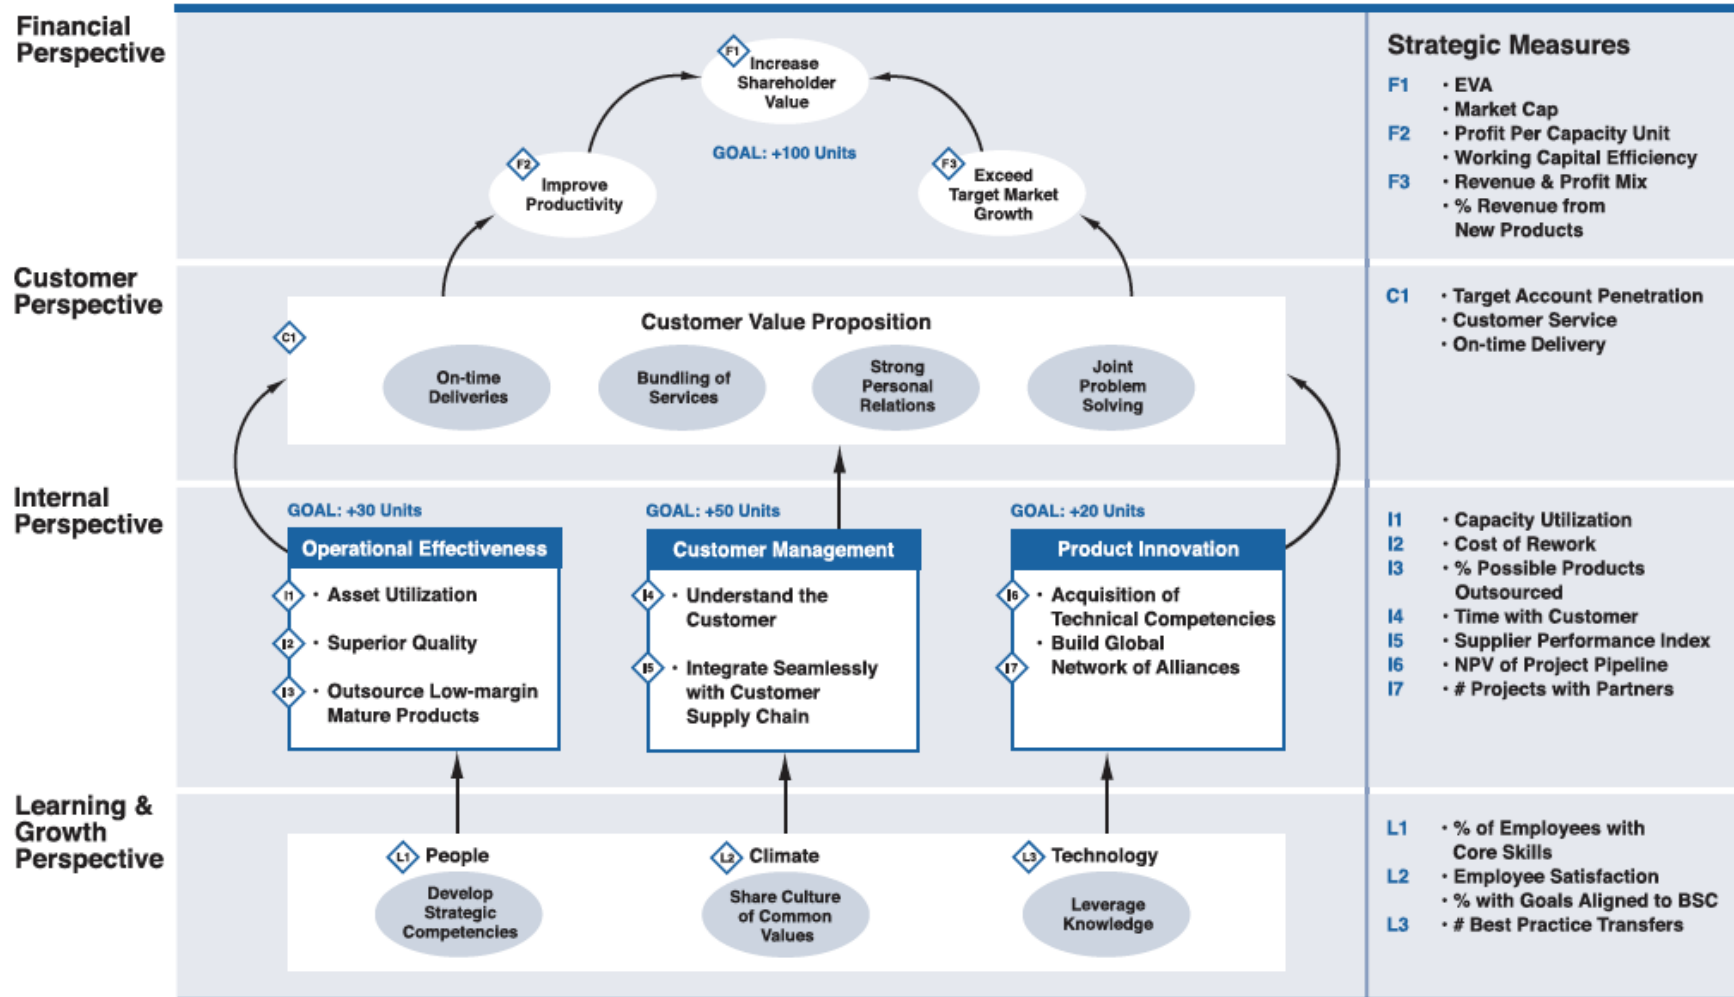 Financial
Perspective
F1
Increase
Shareholder
Value
GOAL: +100 Units
F2
Improve
Productivity
F3
Exceed
Target Market
Growth
Strategic Measures
F1 · EVA
· Market Cap
F2 · Profit Per Capacity Unit
· Working Capital Efficiency
F3 · Revenue & Profit Mix
· % Revenue from
New Products
Customer
Perspective
C1
Customer Value Proposition
On-time
Deliveries
Bundling of
Services
Strong
Personal
Relations
Joint
Problem
Solving
C1 · Target Account Penetration
· Customer Service
· On-time Delivery
Internal
Perspective
GOAL: +30 Units
Operational Effectiveness
I1 · Asset Utilization
I2 · Superior Quality
I3 · Outsource Low-margin
Mature Products
GOAL: +50 Units
Customer Management
I4 · Understand the
Customer
I5 · Integrate Seamlessly
with Customer
Supply Chain
GOAL: +20 Units
Product Innovation
I6 · Acquisition of
Technical Competencies
· Build Global
I7 Network of Alliances
I1 · Capacity Utilization
I2 · Cost of Rework
I3 · % Possible Products
Outsourced
I4 · Time with Customer
I5 · Supplier Performance Index
I6 · NPV of Project Pipeline
I7 · # Projects with Partners
Learning &
Growth
Perspective
L1 People
Develop
Strategic
Competencies
L2 Climate
Share Culture
of Common
Values
L3 Technology
Leverage
Knowledge
L1 · % of Employees with
Core Skills
L2 · Employee Satisfaction
· % with Goals Aligned to BSC
L3 · # Best Practice Transfers